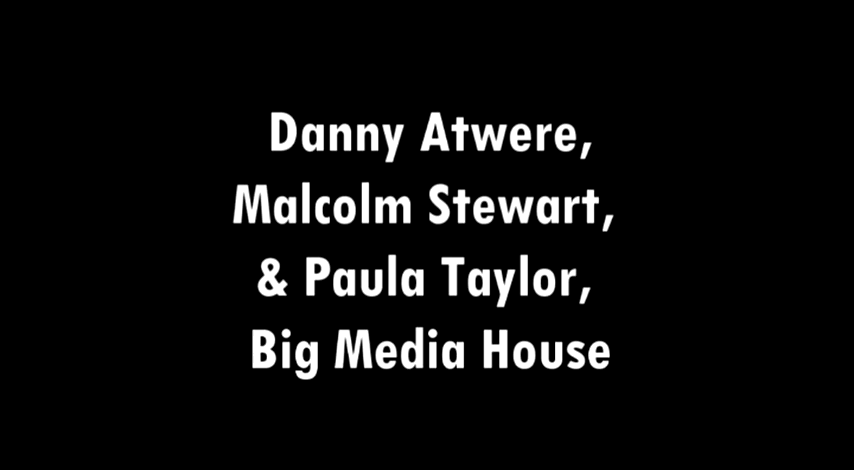 Danny Atwere,
Malcolm Stewart,
& Paula Taylor,
Big Media House